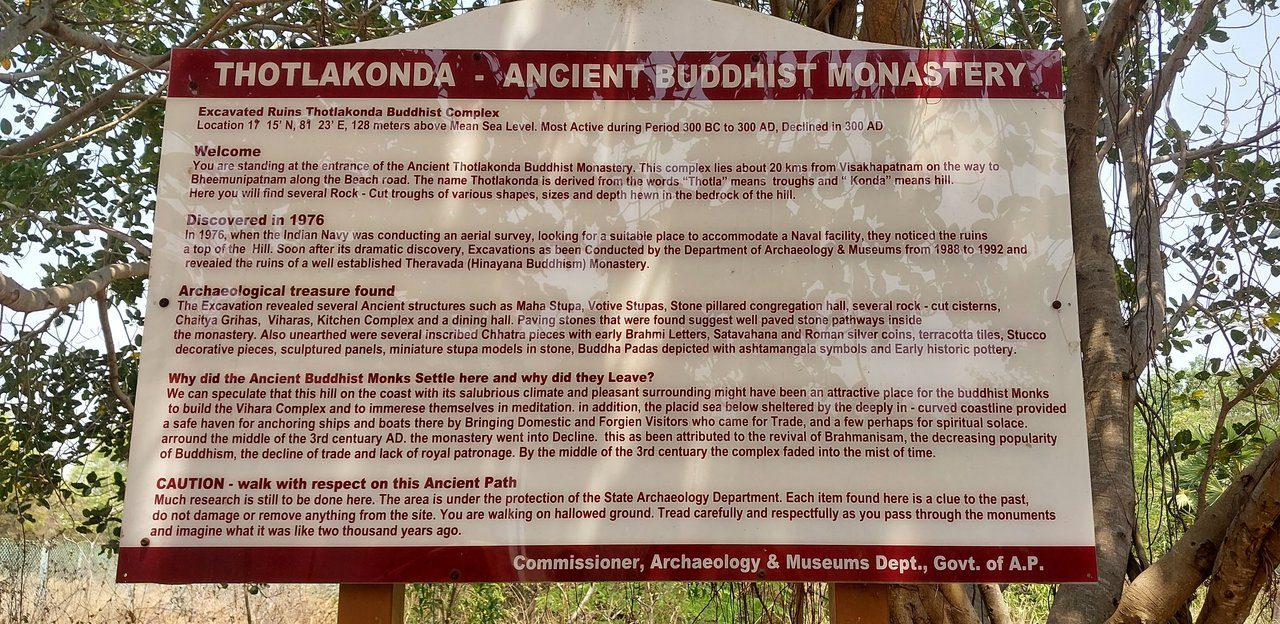 THOTLAKONDA - ANCIENT BUDDHIST MONASTERY
Excavated Ruins Thotlakonda Buddhist Complex
Location 17 15' N, 81 23' E, 128 meters above Mean Sea Level. Most Active during Period 300 BC to 300 AD, Declined in 300 AD
Welcome
You are standing at the entrance of the Ancient Thotlakonda Buddhist Monastery. This complex lies about 20 kms from Visakhapatnam on the way to
Bheemunipatnam along the Beach road. The name Thotlakonda is derived from the words "Thotla" means troughs and " Konda" means hill.
Here you will find several Rock - Cut troughs of various shapes, sizes and depth hewn in the bedrock of the hill.
Discovered in 1976
In 1976, when the Indian Navy was conducting an aerial survey, looking for a suitable place to accommodate a Naval facility, they noticed the ruins
a top of the Hill. Soon after its dramatic discovery, Excavations as been Conducted by the Department of Archaeology & Museums from 1988 to 1992 and
revealed the ruins of a well established Theravada (Hinayana Buddhism) Monastery.
Archaeological treasure found
The Excavation revealed several Ancient structures such as Maha Stupa, Votive Stupas, Stone pillared congregation hall, several rock - cut cisterns,
Chaitya Grihas, Viharas, Kitchen Complex and a dining hall. Paving stones that were found suggest well paved stone pathways inside
the monastery. Also unearthed were several inscribed Chhatra pieces with early Brahmi Letters, Satavahana and Roman silver coins, terracotta tiles, Stucco
decorative pieces, sculptured panels, miniature stupa models in stone, Buddha Padas depicted with ashtamangala symbols and Early historic pottery.
Why did the Ancient Buddhist Monks Settle here and why did they Leave?
We can speculate that this hill on the coast with its salubrious climate and pleasant surrounding might have been an attractive place for the buddhist Monks
to build the Vihara Complex and to immerese themselves in meditation. in addition, the placid sea below sheltered by the deeply in - curved coastline provided
a safe haven for anchoring ships and boats there by Bringing Domestic and Forgien Visitors who came for Trade, and a few perhaps for spiritual solace.
arround the middle of the 3rd centuary AD. the monastery went into Decline. this as been attributed to the revival of Brahmanisam, the decreasing popularity
of Buddhism, the decline of trade and lack of royal patronage. By the middle of the 3rd centuary the complex faded into the mist of time.
CAUTION - walk with respect on this Ancient Path
Much research is still to be done here. The area is under the protection of the State Archaeology Department. Each item found here is a clue to the past,
do not damage or remove anything from the site. You are walking on hallowed ground. Tread carefully and respectfully as you pass through the monuments
and imagine what it was like two thousand years ago.
Commissioner, Archaeology & Museums Dept., Govt. of A.P.